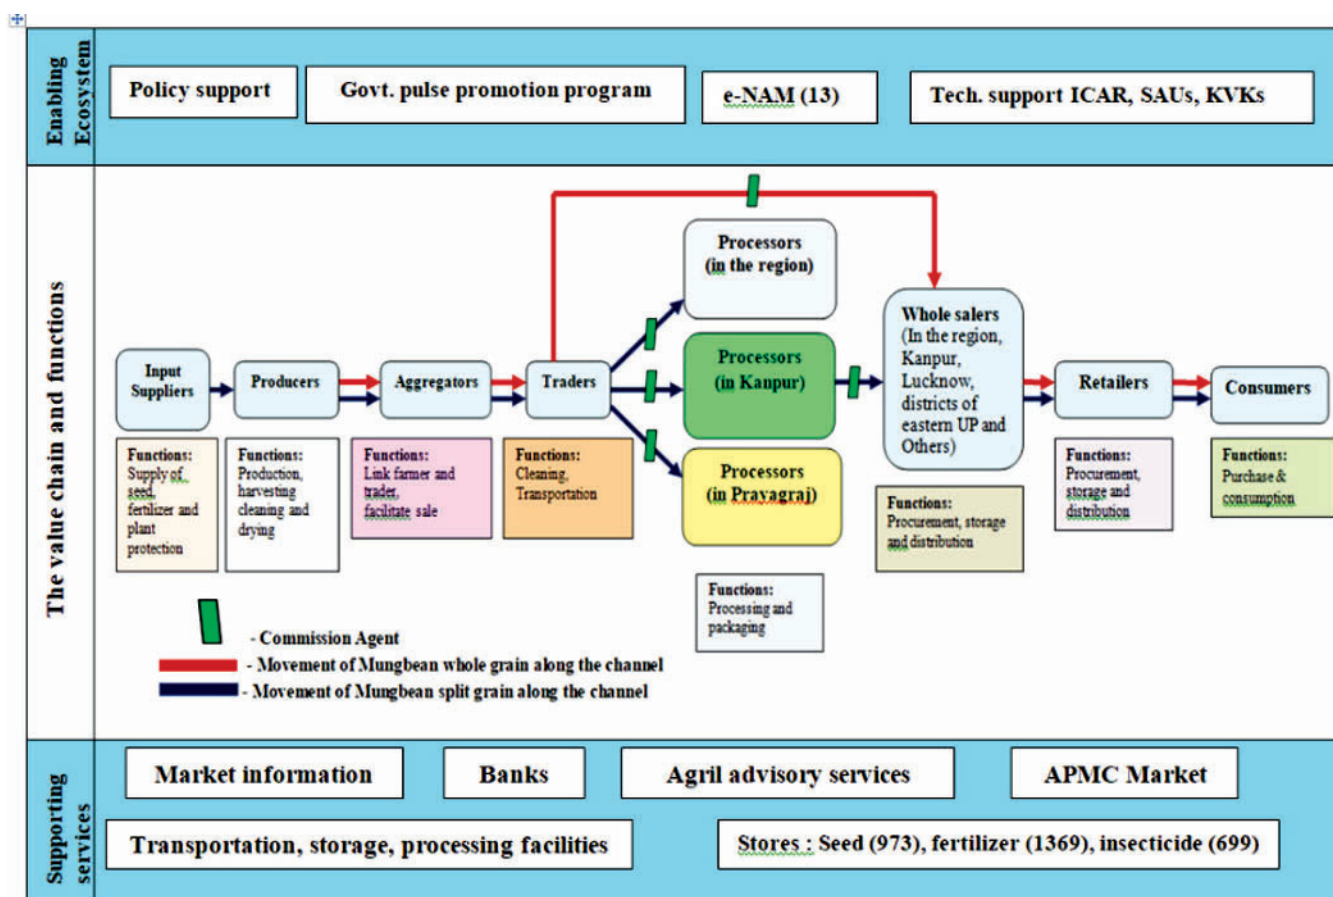 Enabling
Ecosystem
Policy support
Govt. pulse promotion program
e-NAM (13)
Tech. support ICAR, SAUs, KVKs
The value chain and functions
Input
Suppliers
Producers
Aggregators
Traders
Processors
(in the region)
Processors
(in Kanpur)
Processors
(in Prayagraj)
Whole salers
(In the region,
Kanpur,
Lucknow,
districts of
eastern UP and
Others)
Retailers
Consumers
Functions:
Supply of
seed,
fertilizer and
plant
protection
Functions:
Production,
harvesting
cleaning and
drying
Functions:
Link farmer and
trader,
facilitate sale
Functions:
Cleaning,
Transportation
Functions:
Processing and
packaging
Functions:
Procurement, storage
and distribution
Functions:
Procurement,
storage and
distribution
Functions:
Purchase &
consumption
- Commission Agent
- Movement of Mungbean whole grain along the channel
- Movement of Mungbean split grain along the channel
Supporting
services
Market information
Banks
Agril advisory services
APMC Market
Transportation, storage, processing facilities
Stores : Seed (973), fertilizer (1369), insecticide (699)